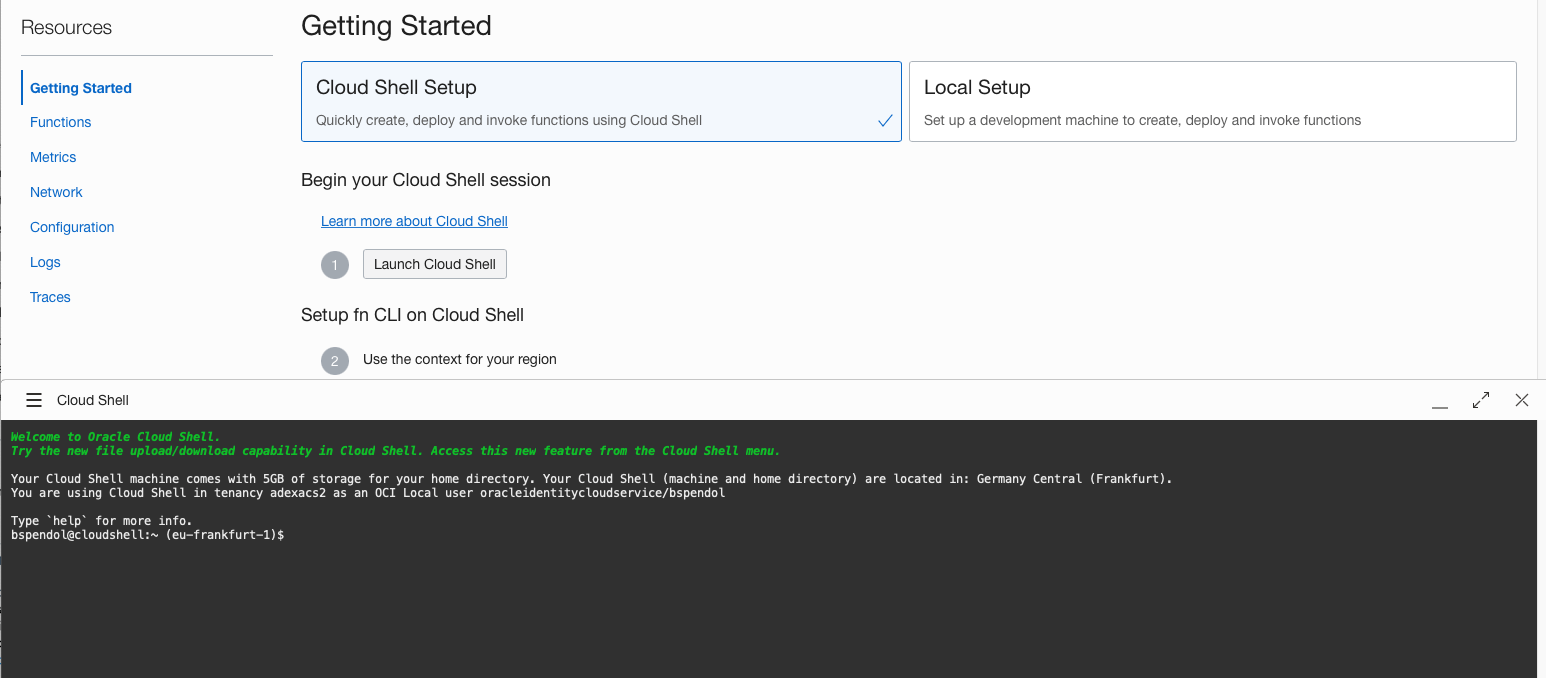 Resources
Getting Started
Functions
Metrics
Network
Configuration
Logs
Traces
Getting Started
Cloud Shell Setup
Quickly create, deploy and invoke functions using Cloud Shell
Local Setup
Set up a development machine to create, deploy and invoke functions
Begin your Cloud Shell session
Learn more about Cloud Shell
1 Launch Cloud Shell
Setup fn CLI on Cloud Shell
2 Use the context for your region
Cloud Shell
Welcome to Oracle Cloud Shell.
Try the new file upload/download capability in Cloud Shell. Access this new feature from the Cloud Shell menu.
Your Cloud Shell machine comes with 5GB of storage for your home directory. Your Cloud Shell (machine and home directory) are located in: Germany Central (Frankfurt).
You are using Cloud Shell in tenancy adexacs2 as an OCI Local user oracleidentitycloudservice/bspendol
Type `help` for more info.
bspendol@cloudshell:~ (eu-frankfurt-1)$